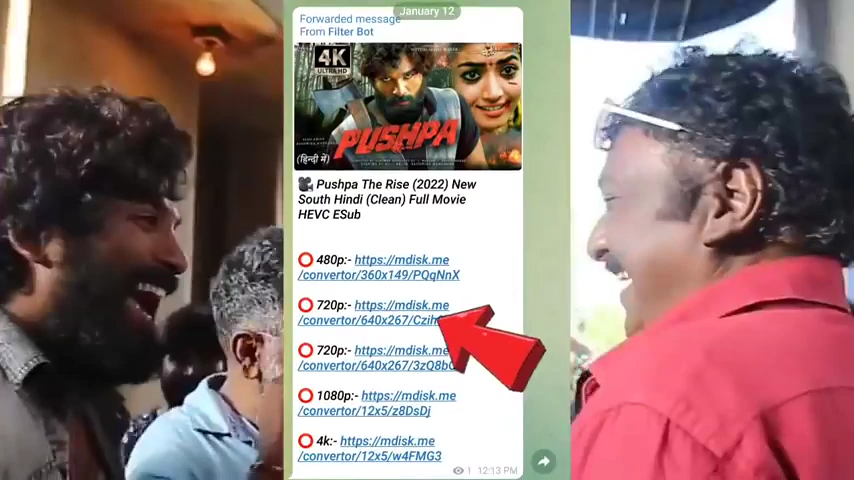 January 12
Forwarded message
From Filter Bot
4K
ULTRA HD
PUSHPA
(हिन्दी में)
🎥 Pushpa The Rise (2022) New
South Hindi (Clean) Full Movie
HEVC ESub
⭕ 480p:- https://mdisk.me
/convertor/360x149/PQqNnX
⭕ 720p:- https://mdisk.me
/convertor/640x267/Czih
⭕ 720p:- https://mdisk.me
/convertor/640x267/3zQ8b
⭕ 1080p:- https://mdisk.me
/convertor/12x5/z8DsDj
⭕ 4k:- https://mdisk.me
/convertor/12x5/w4FMG3
1 12:13 PM